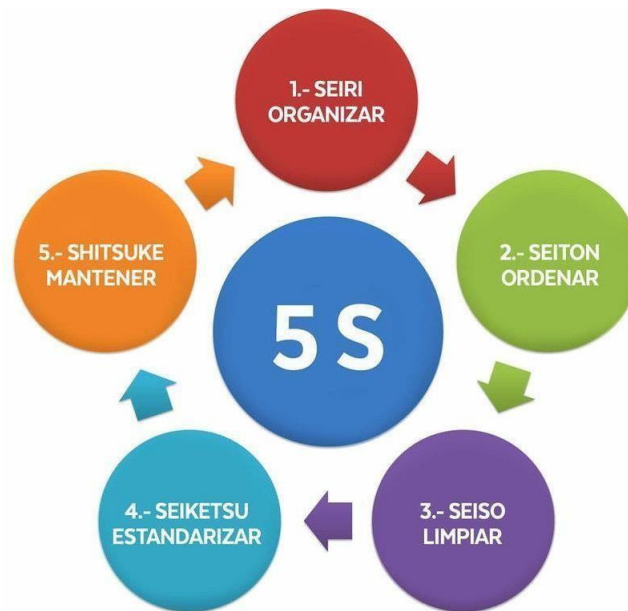 1.- SEIRI
ORGANIZAR
2.- SEITON
ORDENAR
3.- SEISO
LIMPIAR
4.- SEIKETSU
ESTANDARIZAR
5.- SHITSUKE
MANTENER
5 S